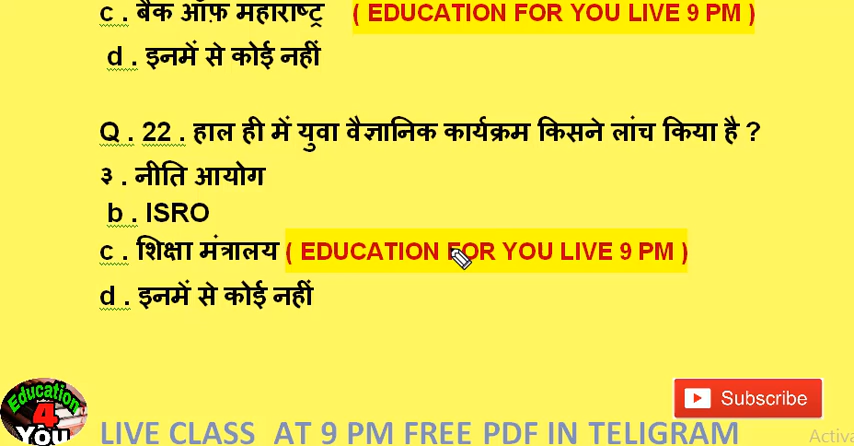 c . बैंक ऑफ़ महाराष्ट्र ( EDUCATION FOR YOU LIVE 9 PM )
d . इनमें से कोई नहीं
Q . 22 . हाल ही में युवा वैज्ञानिक कार्यक्रम किसने लांच किया है ?
३ . नीति आयोग
b . ISRO
c . शिक्षा मंत्रालय ( EDUCATION FOR YOU LIVE 9 PM )
d . इनमें से कोई नहीं
Education
4
You
Subscribe
LIVE CLASS AT 9 PM FREE PDF IN TELIGRAM